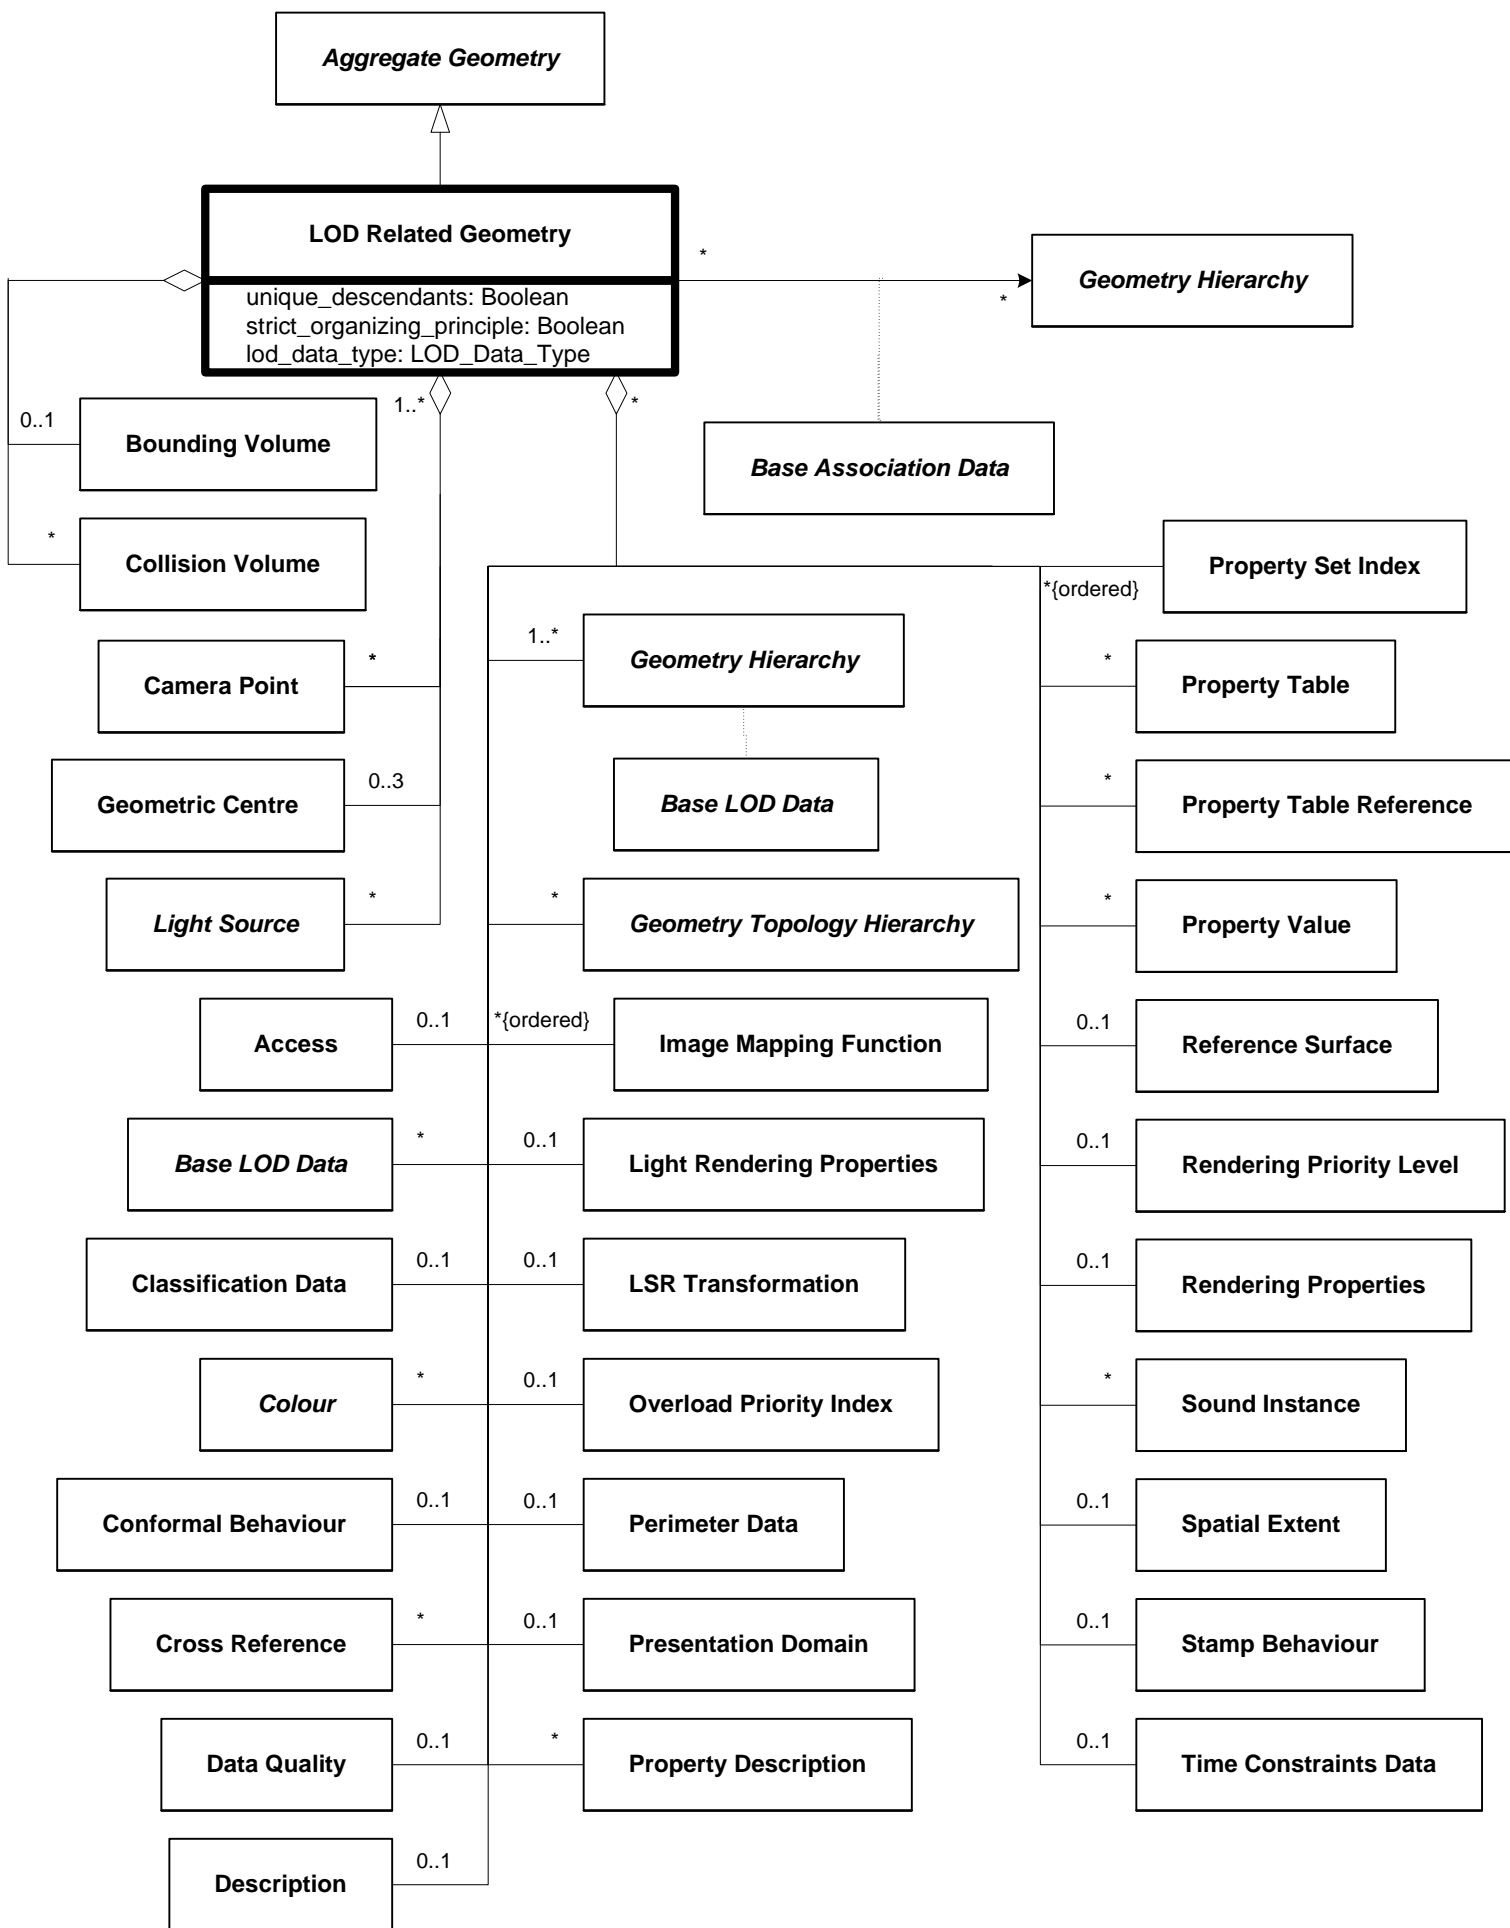 Aggregate Geometry
LOD Related Geometry
unique_descendants: Boolean
strict_organizing_principle: Boolean
lod_data_type: LOD_Data_Type
*
*
Geometry Hierarchy
Base Association Data
0..1
Bounding Volume
*
Collision Volume
1..*
*
Camera Point
*
Geometric Centre
0..3
Light Source
*
*
Property Set Index
*{ordered}
1..*
Geometry Hierarchy
Base LOD Data
*
Geometry Topology Hierarchy
Access
0..1
*{ordered}
Image Mapping Function
Base LOD Data
*
0..1
Light Rendering Properties
Classification Data
0..1
0..1
LSR Transformation
Colour
*
0..1
Overload Priority Index
Conformal Behaviour
0..1
0..1
Perimeter Data
Cross Reference
*
0..1
Presentation Domain
Data Quality
0..1
*
Property Description
Description
0..1
*
Property Table
*
Property Table Reference
*
Property Value
0..1
Reference Surface
0..1
Rendering Priority Level
0..1
Rendering Properties
*
Sound Instance
0..1
Spatial Extent
0..1
Stamp Behaviour
0..1
Time Constraints Data